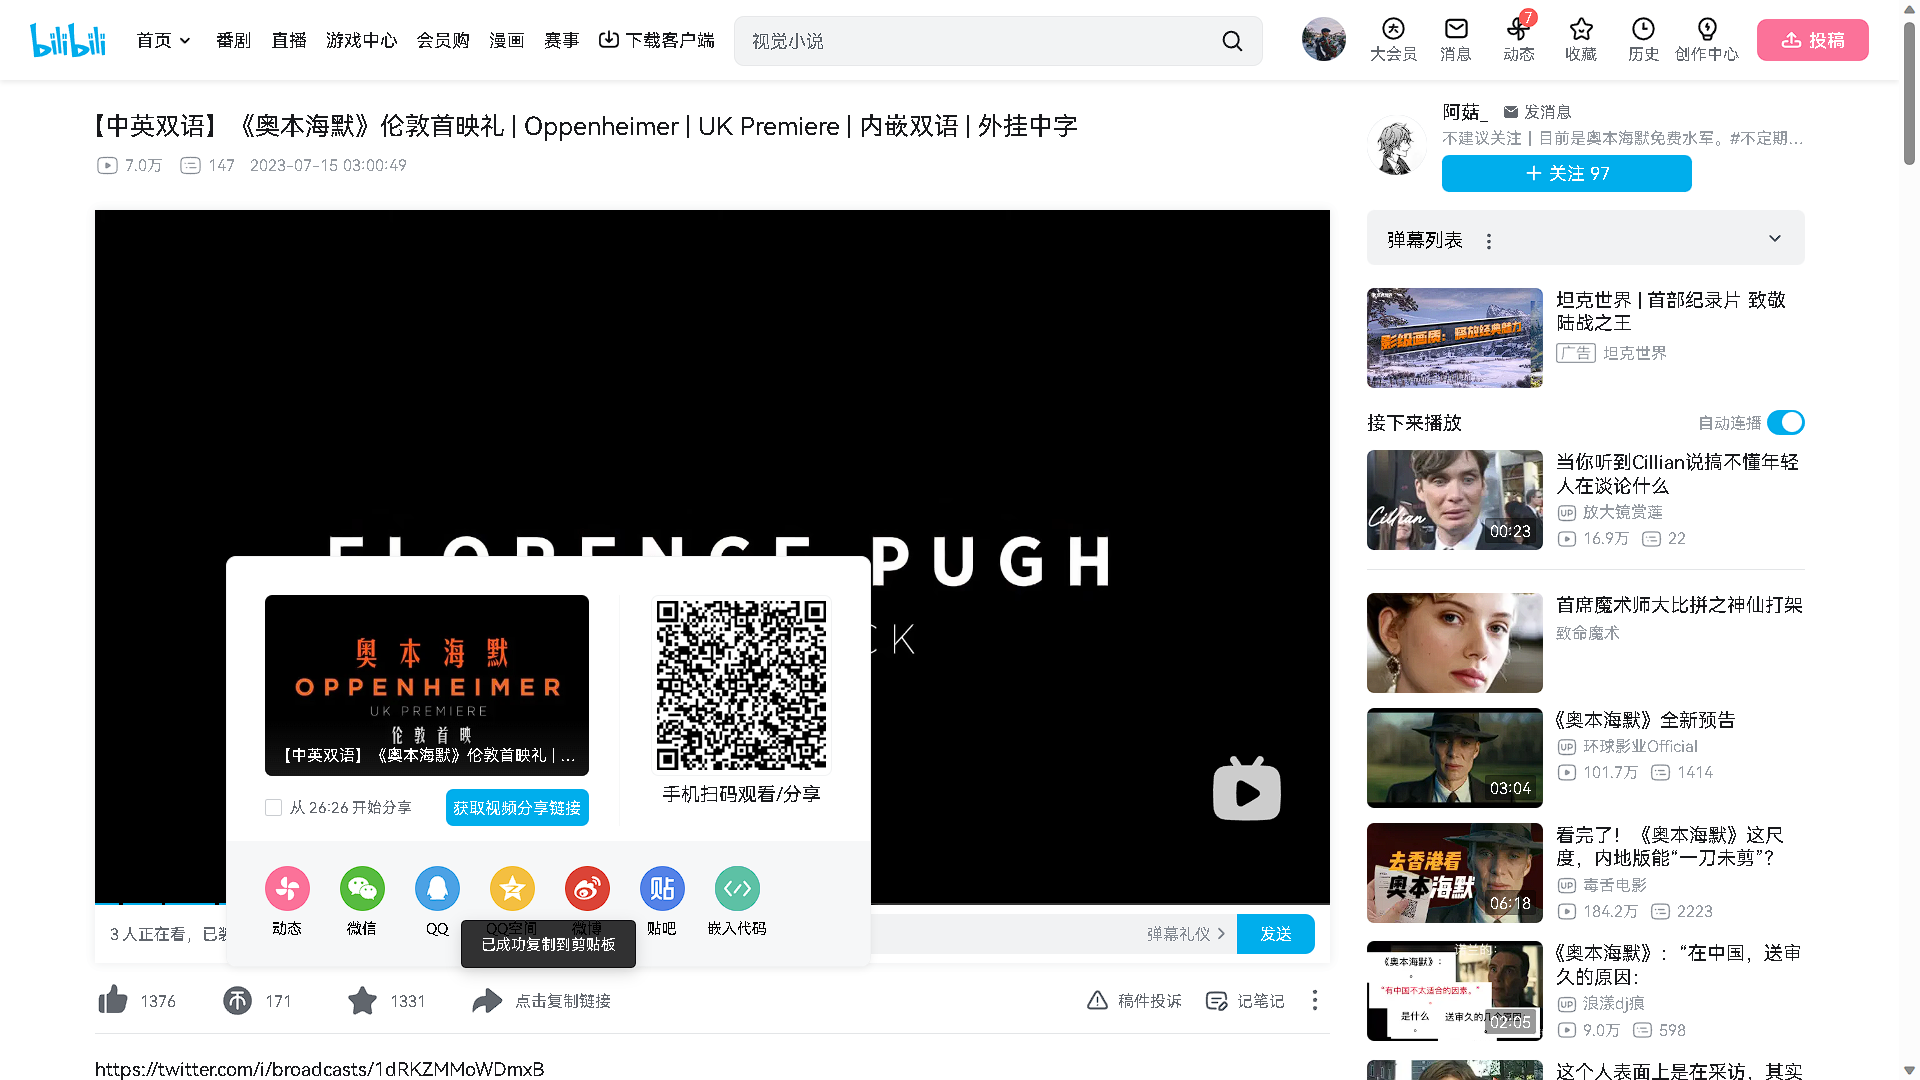 bilibili
首页
番剧
直播
游戏中心
会员购
漫画
赛事
下载客户端
视觉小说
大会员
消息
7
动态
收藏
历史
创作中心
投稿
【中英双语】《奥本海默》伦敦首映礼 | Oppenheimer | UK Premiere | 内嵌双语 | 外挂中字
7.0万 147 2023-07-15 03:00:49
阿菇_ 发消息
不建议关注丨目前是奥本海默免费水军。#不定期...
+ 关注 97
FLORENCE PUGH
CK
奥本海默
OPPENHEIMER
UK PREMIERE
伦敦首映
【中英双语】《奥本海默》伦敦首映礼 | ...
从 26:26 开始分享
获取视频分享链接
手机扫码观看/分享
动态
微信
QQ
QQ空间
微博
贴
贴吧
嵌入代码
已成功复制到剪贴板
3 人正在看，已装
弹幕礼仪
发送
1376
171
1331
点击复制链接
稿件投诉
记笔记
https://twitter.com/i/broadcasts/1dRKZMMoWDmxB
弹幕列表
影级画质：释放经典魅力
坦克世界 | 首部纪录片 致敬
陆战之王
广告 坦克世界
接下来播放
自动连播
Cillian
00:23
当你听到Cillian说搞不懂年轻
人在谈论什么
UP 放大镜赏莲
16.9万 22
首席魔术师大比拼之神仙打架
致命魔术
03:04
《奥本海默》全新预告
UP 环球影业Official
101.7万 1414
去香港看
奥本海默
06:18
看完了！《奥本海默》这尺
度，内地版能“一刀未剪”？
UP 毒舌电影
184.2万 2223
《奥本海默》：
“有中国不太适合的因素。”
是什么
02:05
《奥本海默》：“在中国，送审
久的原因：
UP 浪漾dj痕
9.0万 598
这个人表面上是在采访，其实